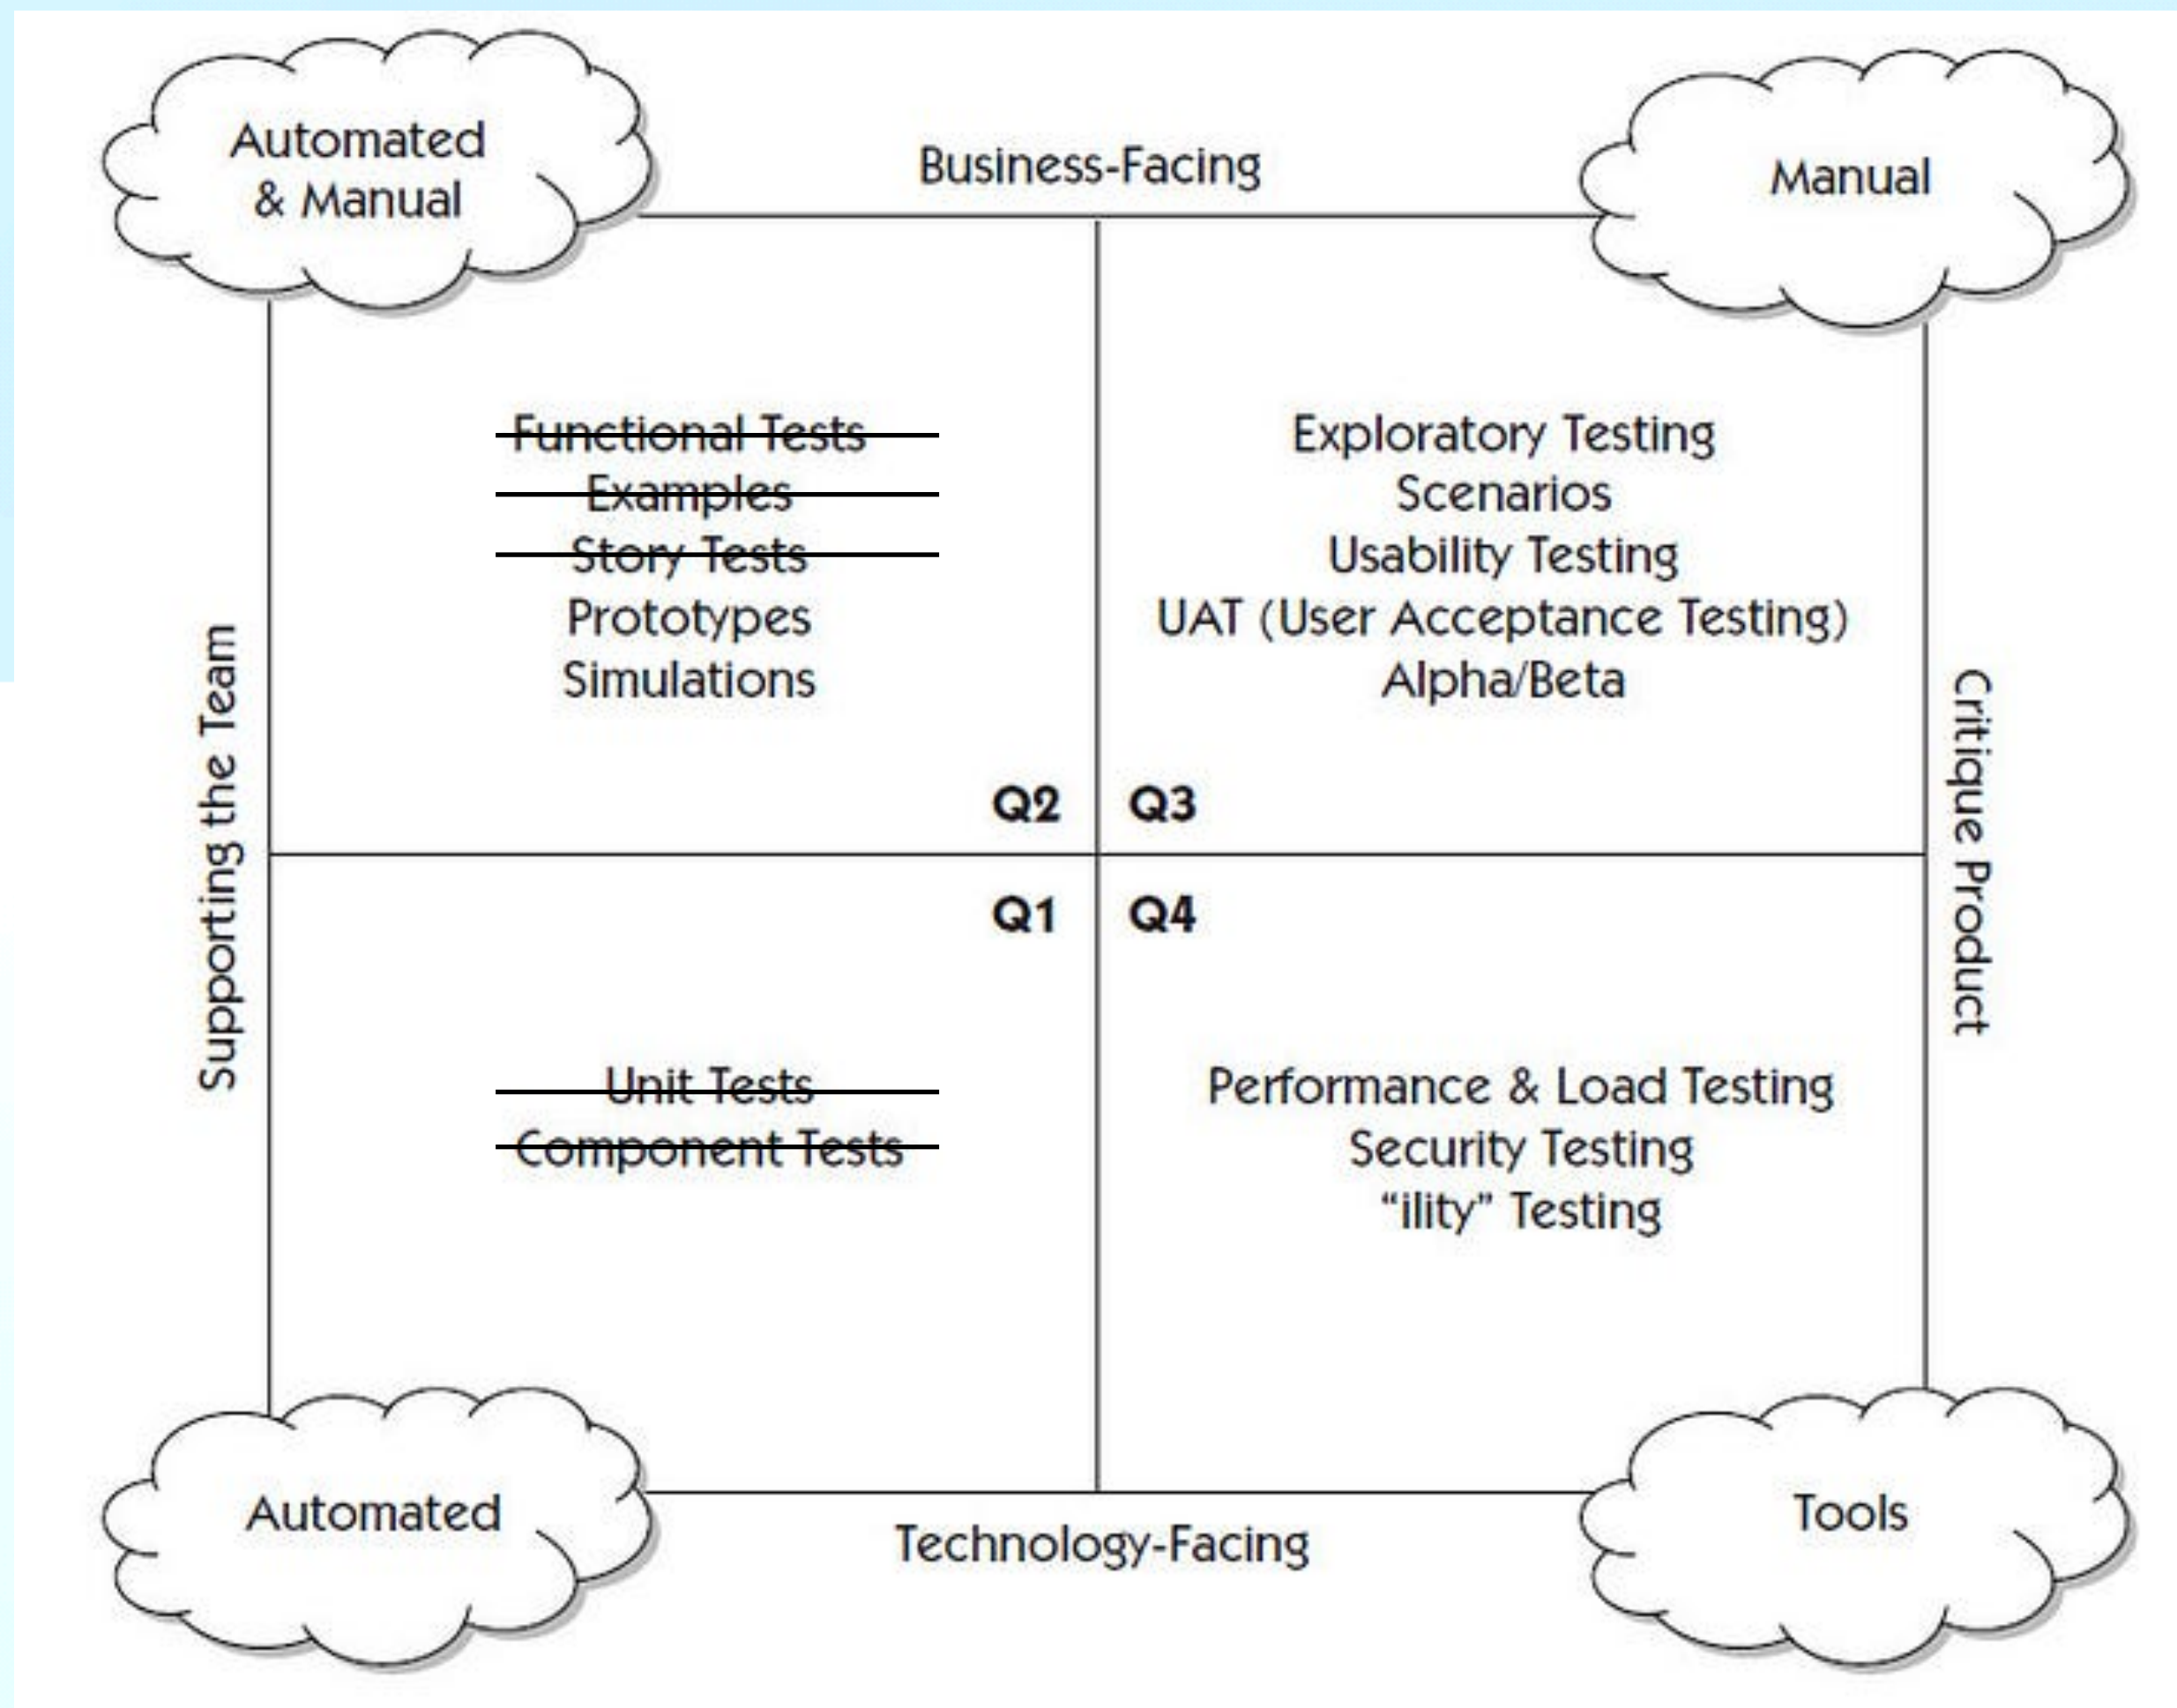 Automated
& Manual
Business-Facing
Manual
Functional Tests
Examples
Story Tests
Prototypes
Simulations
Exploratory Testing
Scenarios
Usability Testing
UAT (User Acceptance Testing)
Alpha/Beta
Supporting the Team
Critique Product
Q2
Q3
Q1
Q4
Unit Tests
Component Tests
Performance & Load Testing
Security Testing
“ility” Testing
Automated
Technology-Facing
Tools